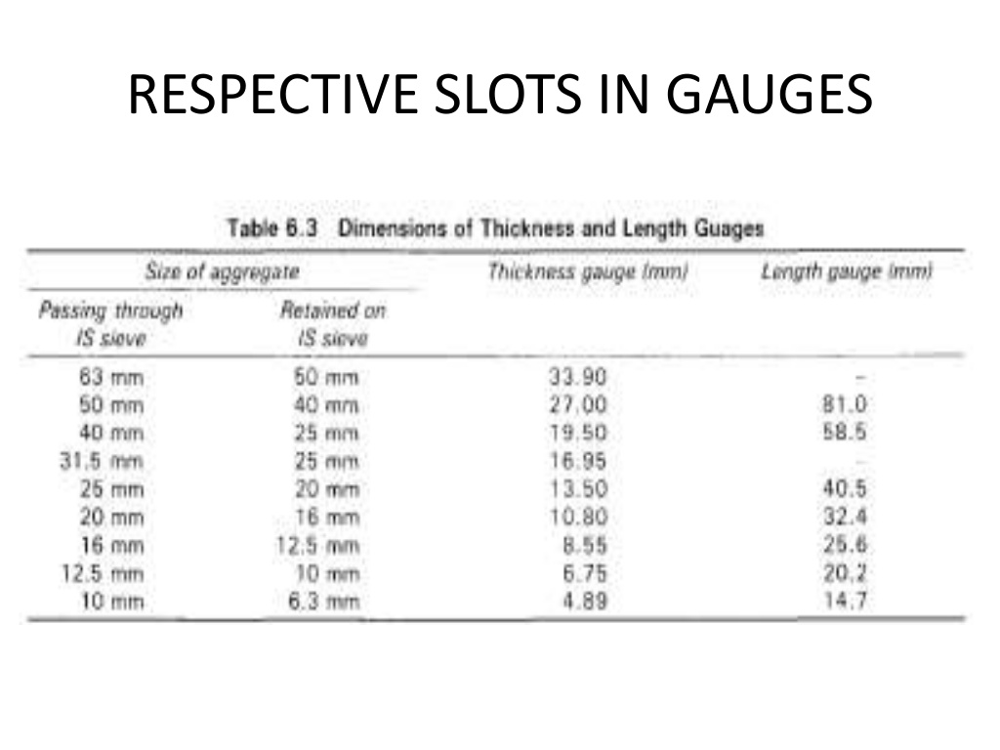 RESPECTIVE SLOTS IN GAUGES
Table 6.3 Dimensions of Thickness and Length Guages
Size of aggregate Thickness gauge (mm) Length gauge (mm)
Passing through Retained on
IS sieve IS sieve
63 mm 50 mm 33.90 -
50 mm 40 mm 27.00 81.0
40 mm 25 mm 19.50 58.5
31.5 mm 25 mm 16.95 -
25 mm 20 mm 13.50 40.5
20 mm 16 mm 10.80 32.4
16 mm 12.5 mm 8.55 25.6
12.5 mm 10 mm 6.75 20.2
10 mm 6.3 mm 4.89 14.7